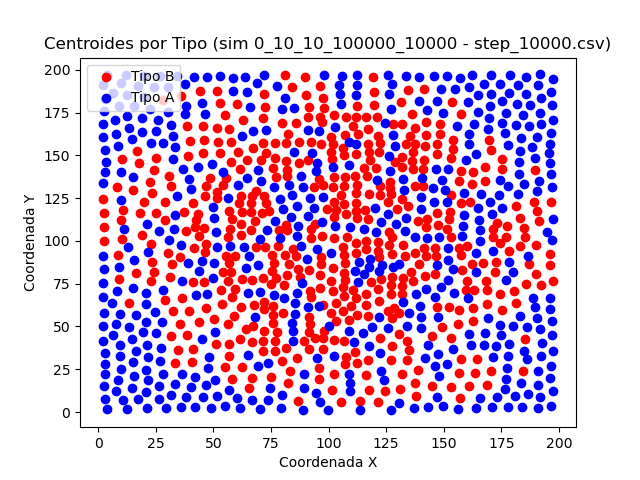 Centroides por Tipo (sim 0_10_10_100000_10000 - step_10000.csv)
Tipo B
Tipo A
200
175
150
125
100
75
50
25
0
Coordenada Y
0 25 50 75 100 125 150 175 200
Coordenada X